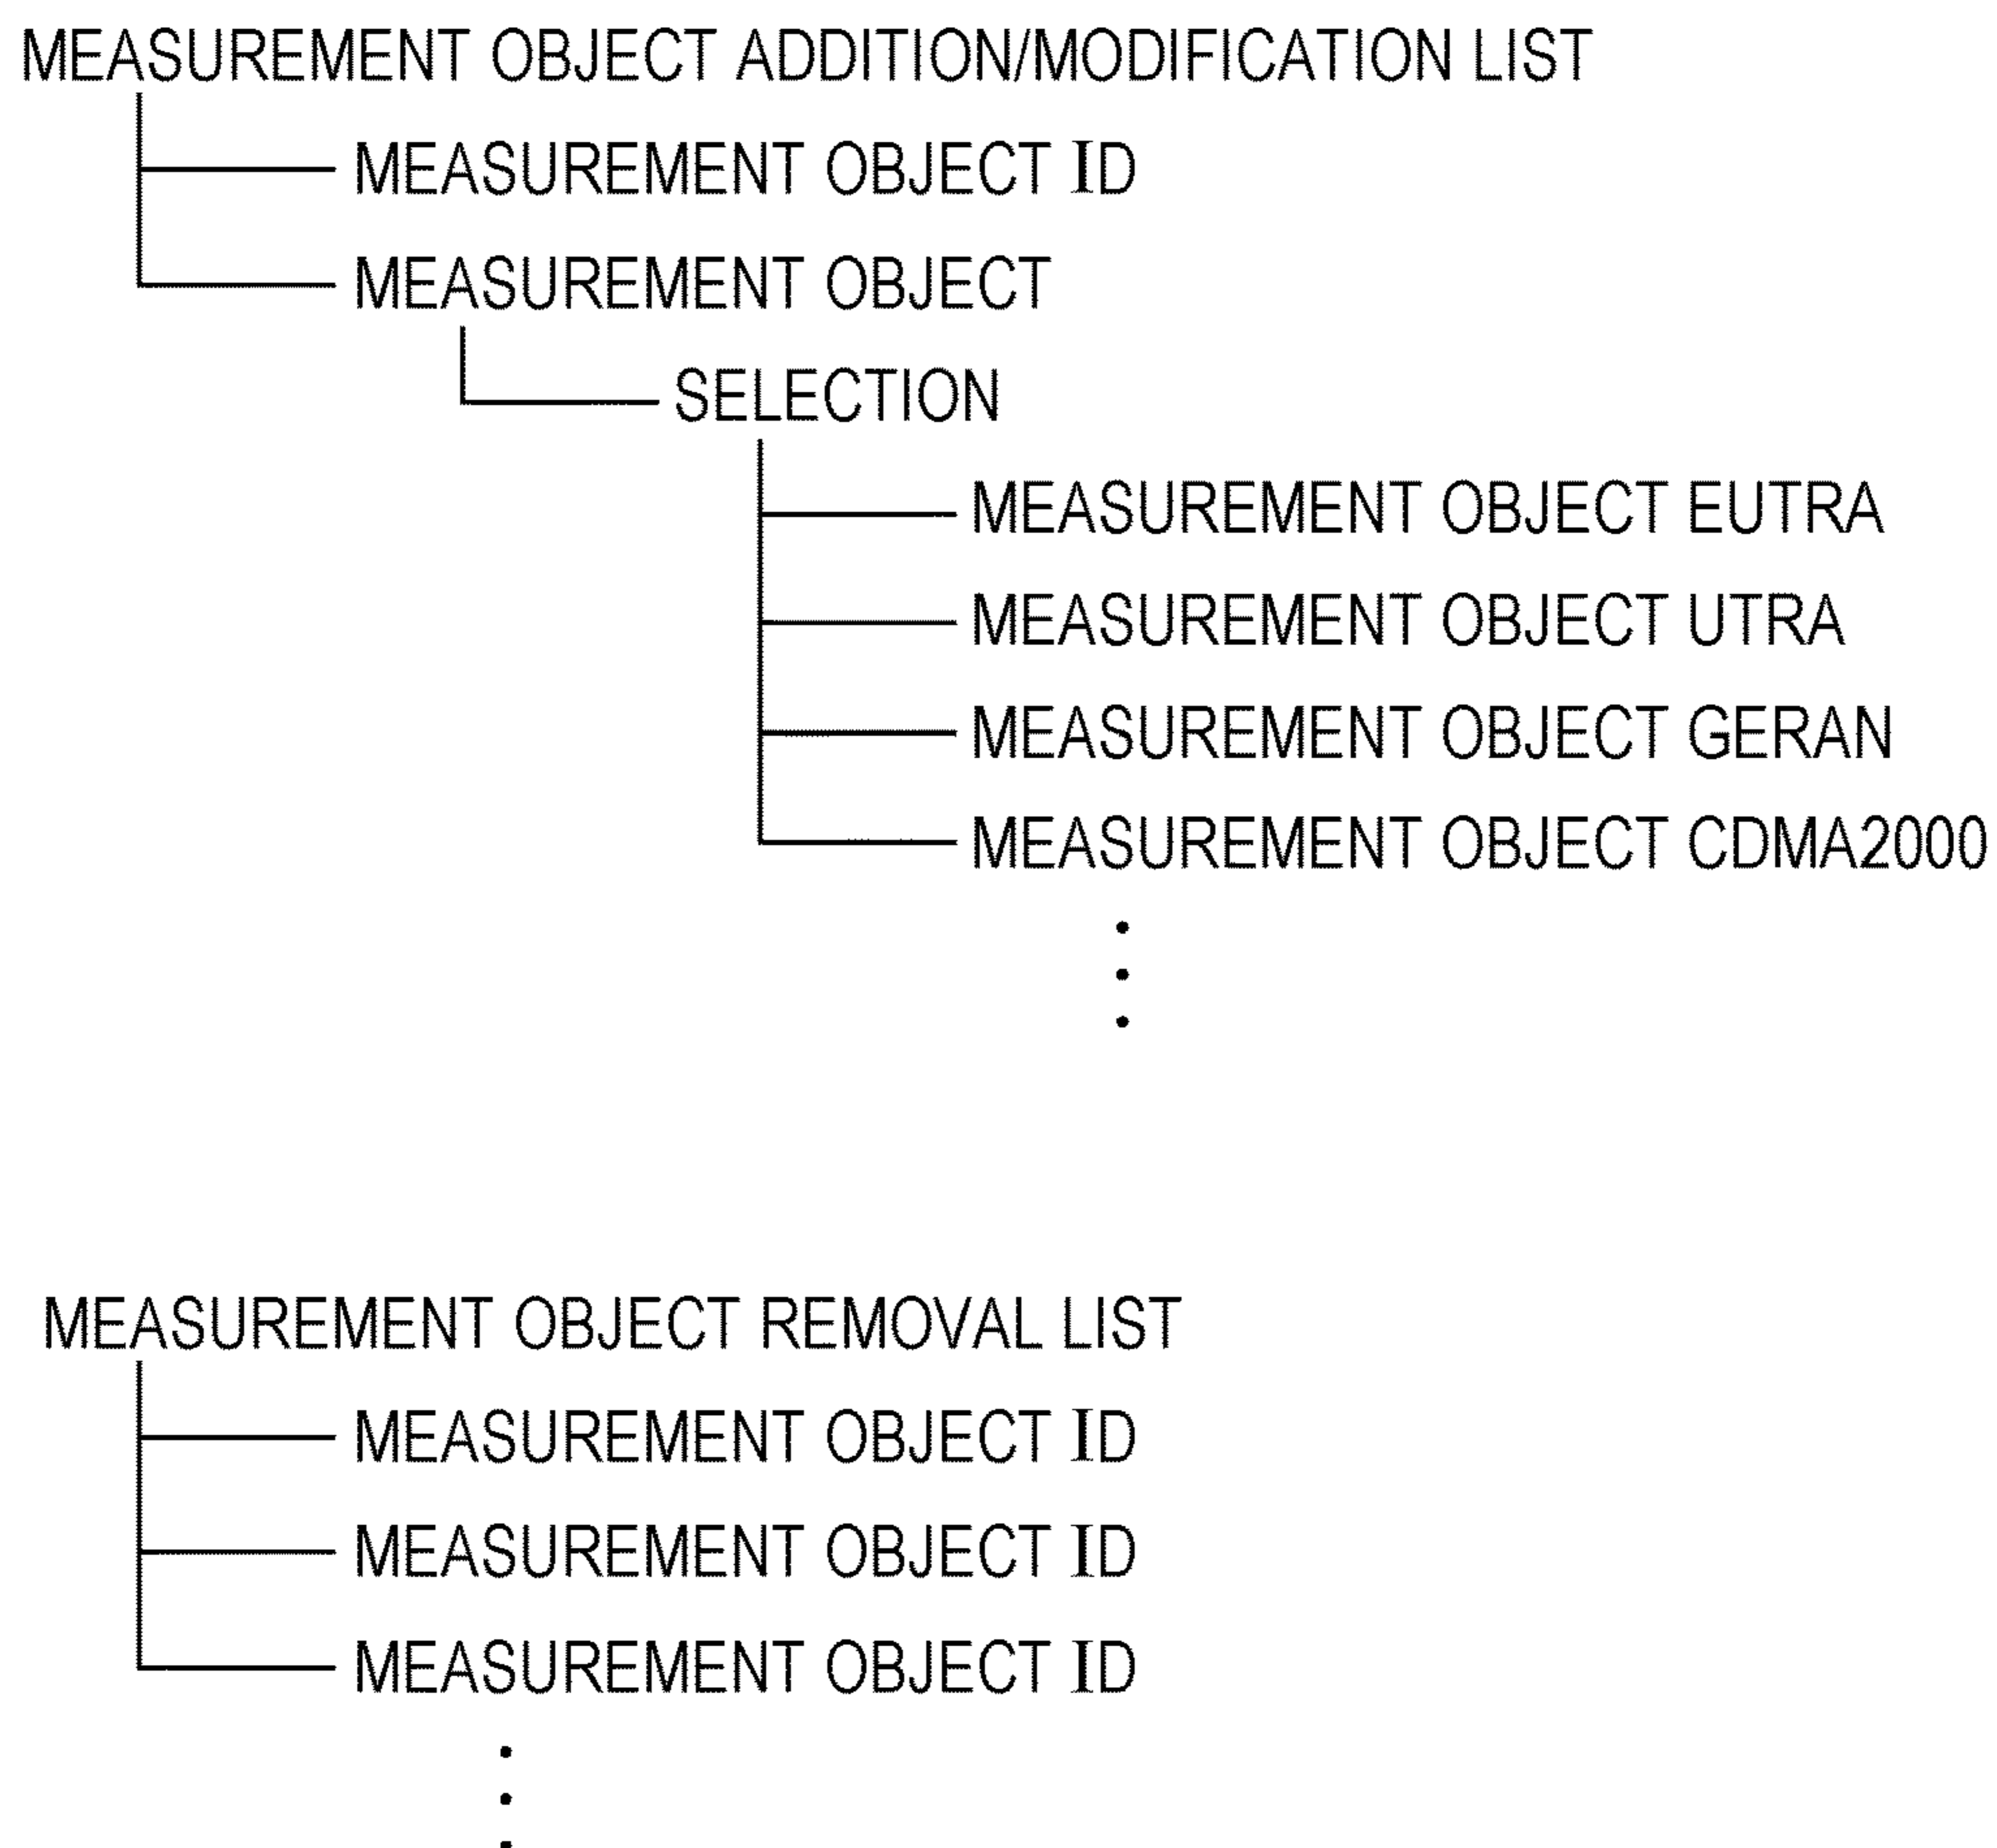 MEASUREMENT OBJECT ADDITION/MODIFICATION LIST
MEASUREMENT OBJECT ID
MEASUREMENT OBJECT
SELECTION
MEASUREMENT OBJECT EUTRA
MEASUREMENT OBJECT UTRA
MEASUREMENT OBJECT GERAN
MEASUREMENT OBJECT CDMA2000
MEASUREMENT OBJECT REMOVAL LIST
MEASUREMENT OBJECT ID
MEASUREMENT OBJECT ID
MEASUREMENT OBJECT ID